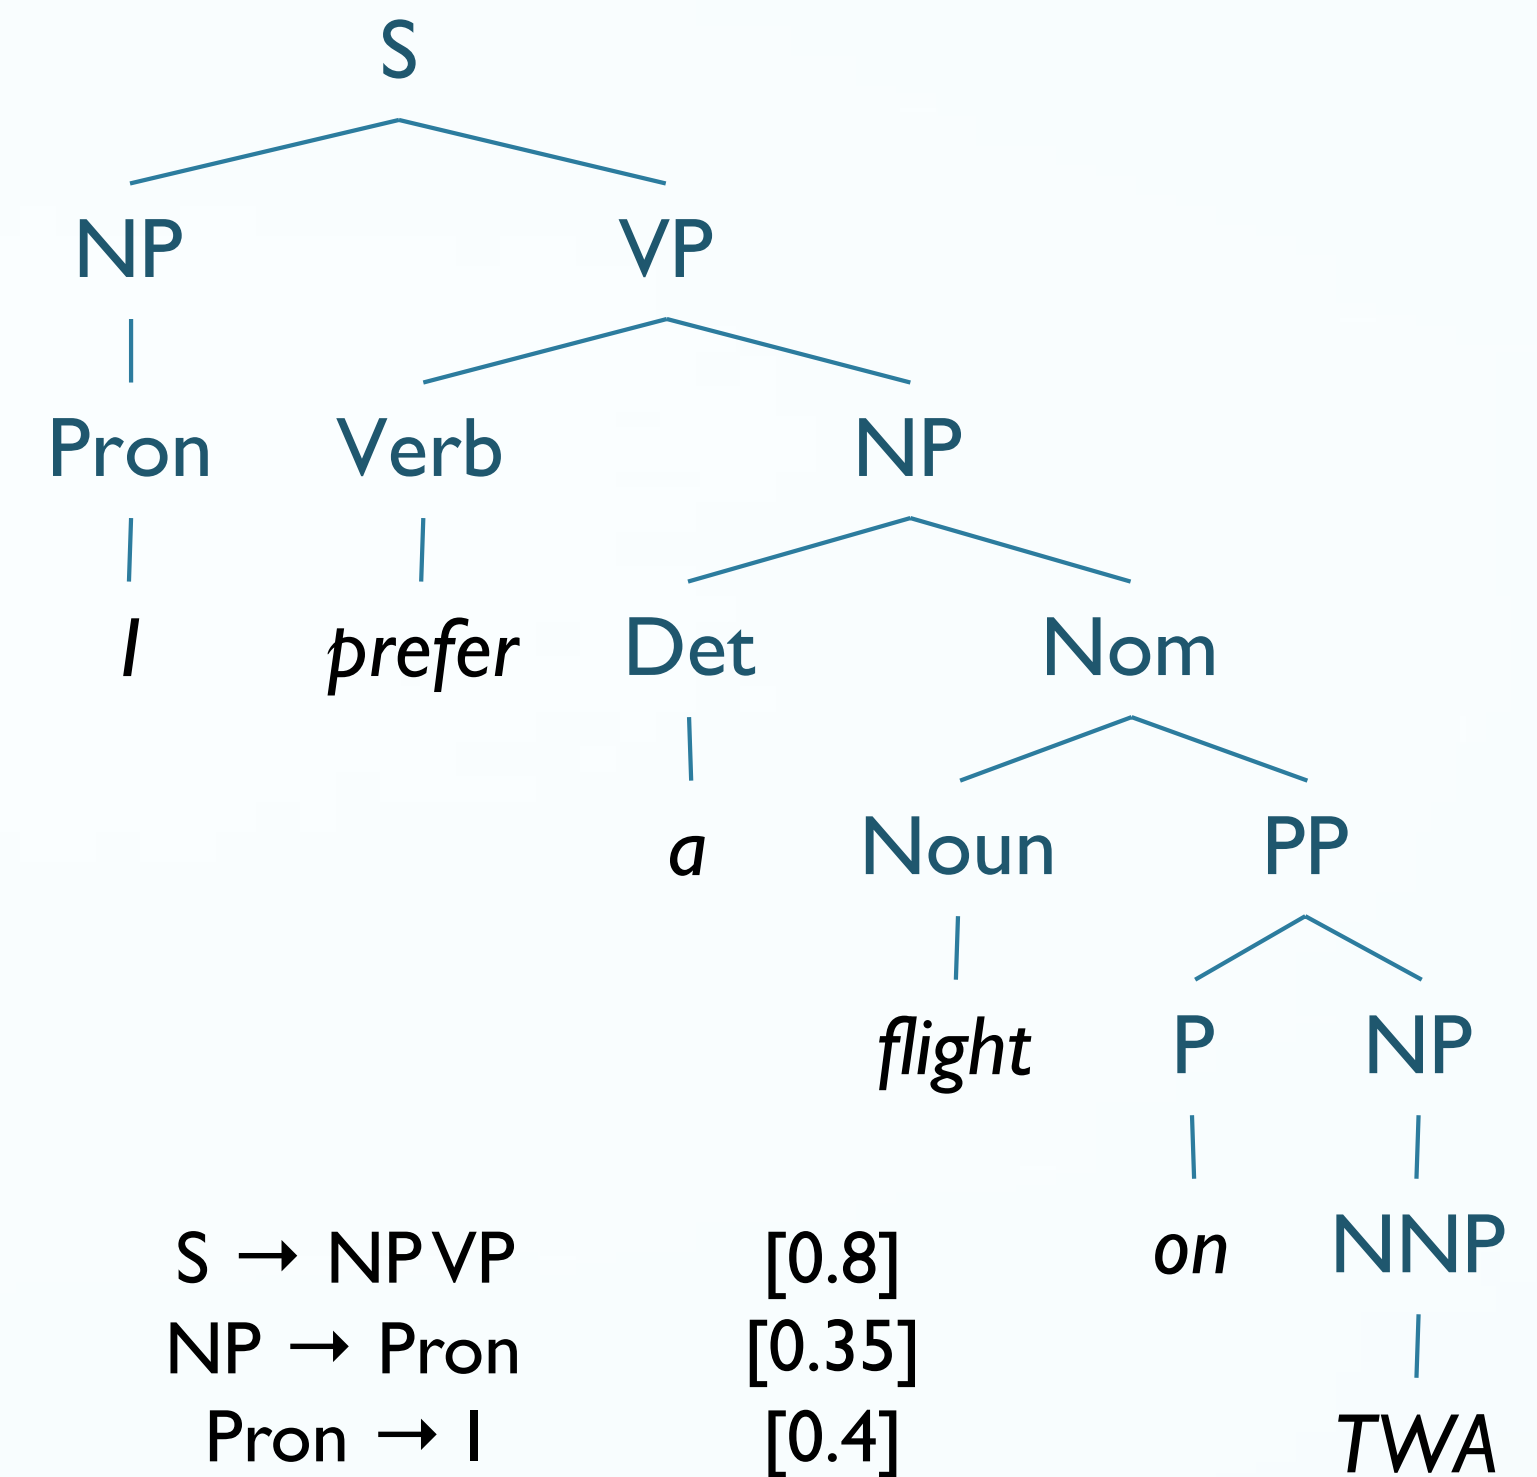 S
NP VP
Pron Verb NP
I prefer Det Nom
a Noun PP
flight P NP
S → NP VP [0.8] on NNP
NP → Pron [0.35]
Pron → I [0.4] TWA